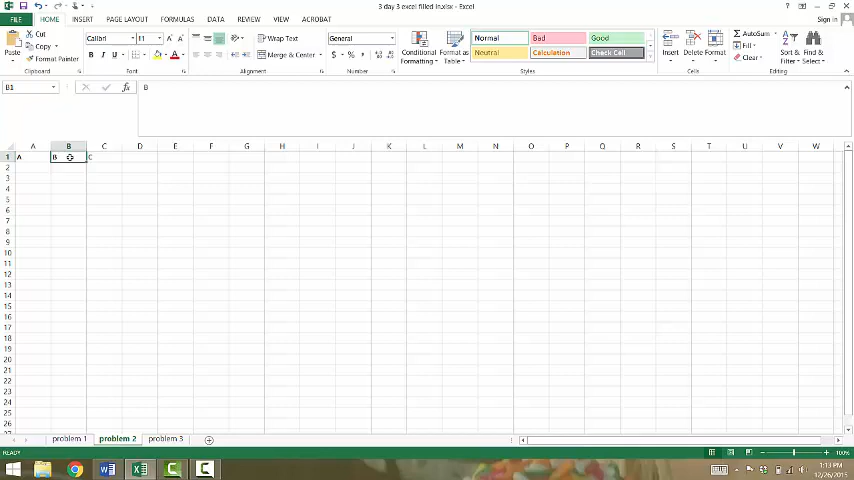 3 day 3 excel filled in.xlsx - Excel
FILE HOME INSERT PAGE LAYOUT FORMULAS DATA REVIEW VIEW ACROBAT Sign in
Paste Cut Copy Format Painter Clipboard
Calibri 11 B I U A A Font
Wrap Text Merge & Center Alignment
General $ % , Number
Conditional Formatting Format as Table
Normal Bad Good
Neutral Calculation Check Cell
Styles
Insert Delete Format Cells
AutoSum Fill Clear Sort & Filter Find & Select Editing
B1 fx B
A B C D E F G H I J K L M N O P Q R S T U V W
1 A B C
2
3
4
5
6
7
8
9
10
11
12
13
14
15
16
17
18
19
20
21
22
23
24
25
26
problem 1 problem 2 problem 3
READY 100%
1:13 PM
12/26/2015